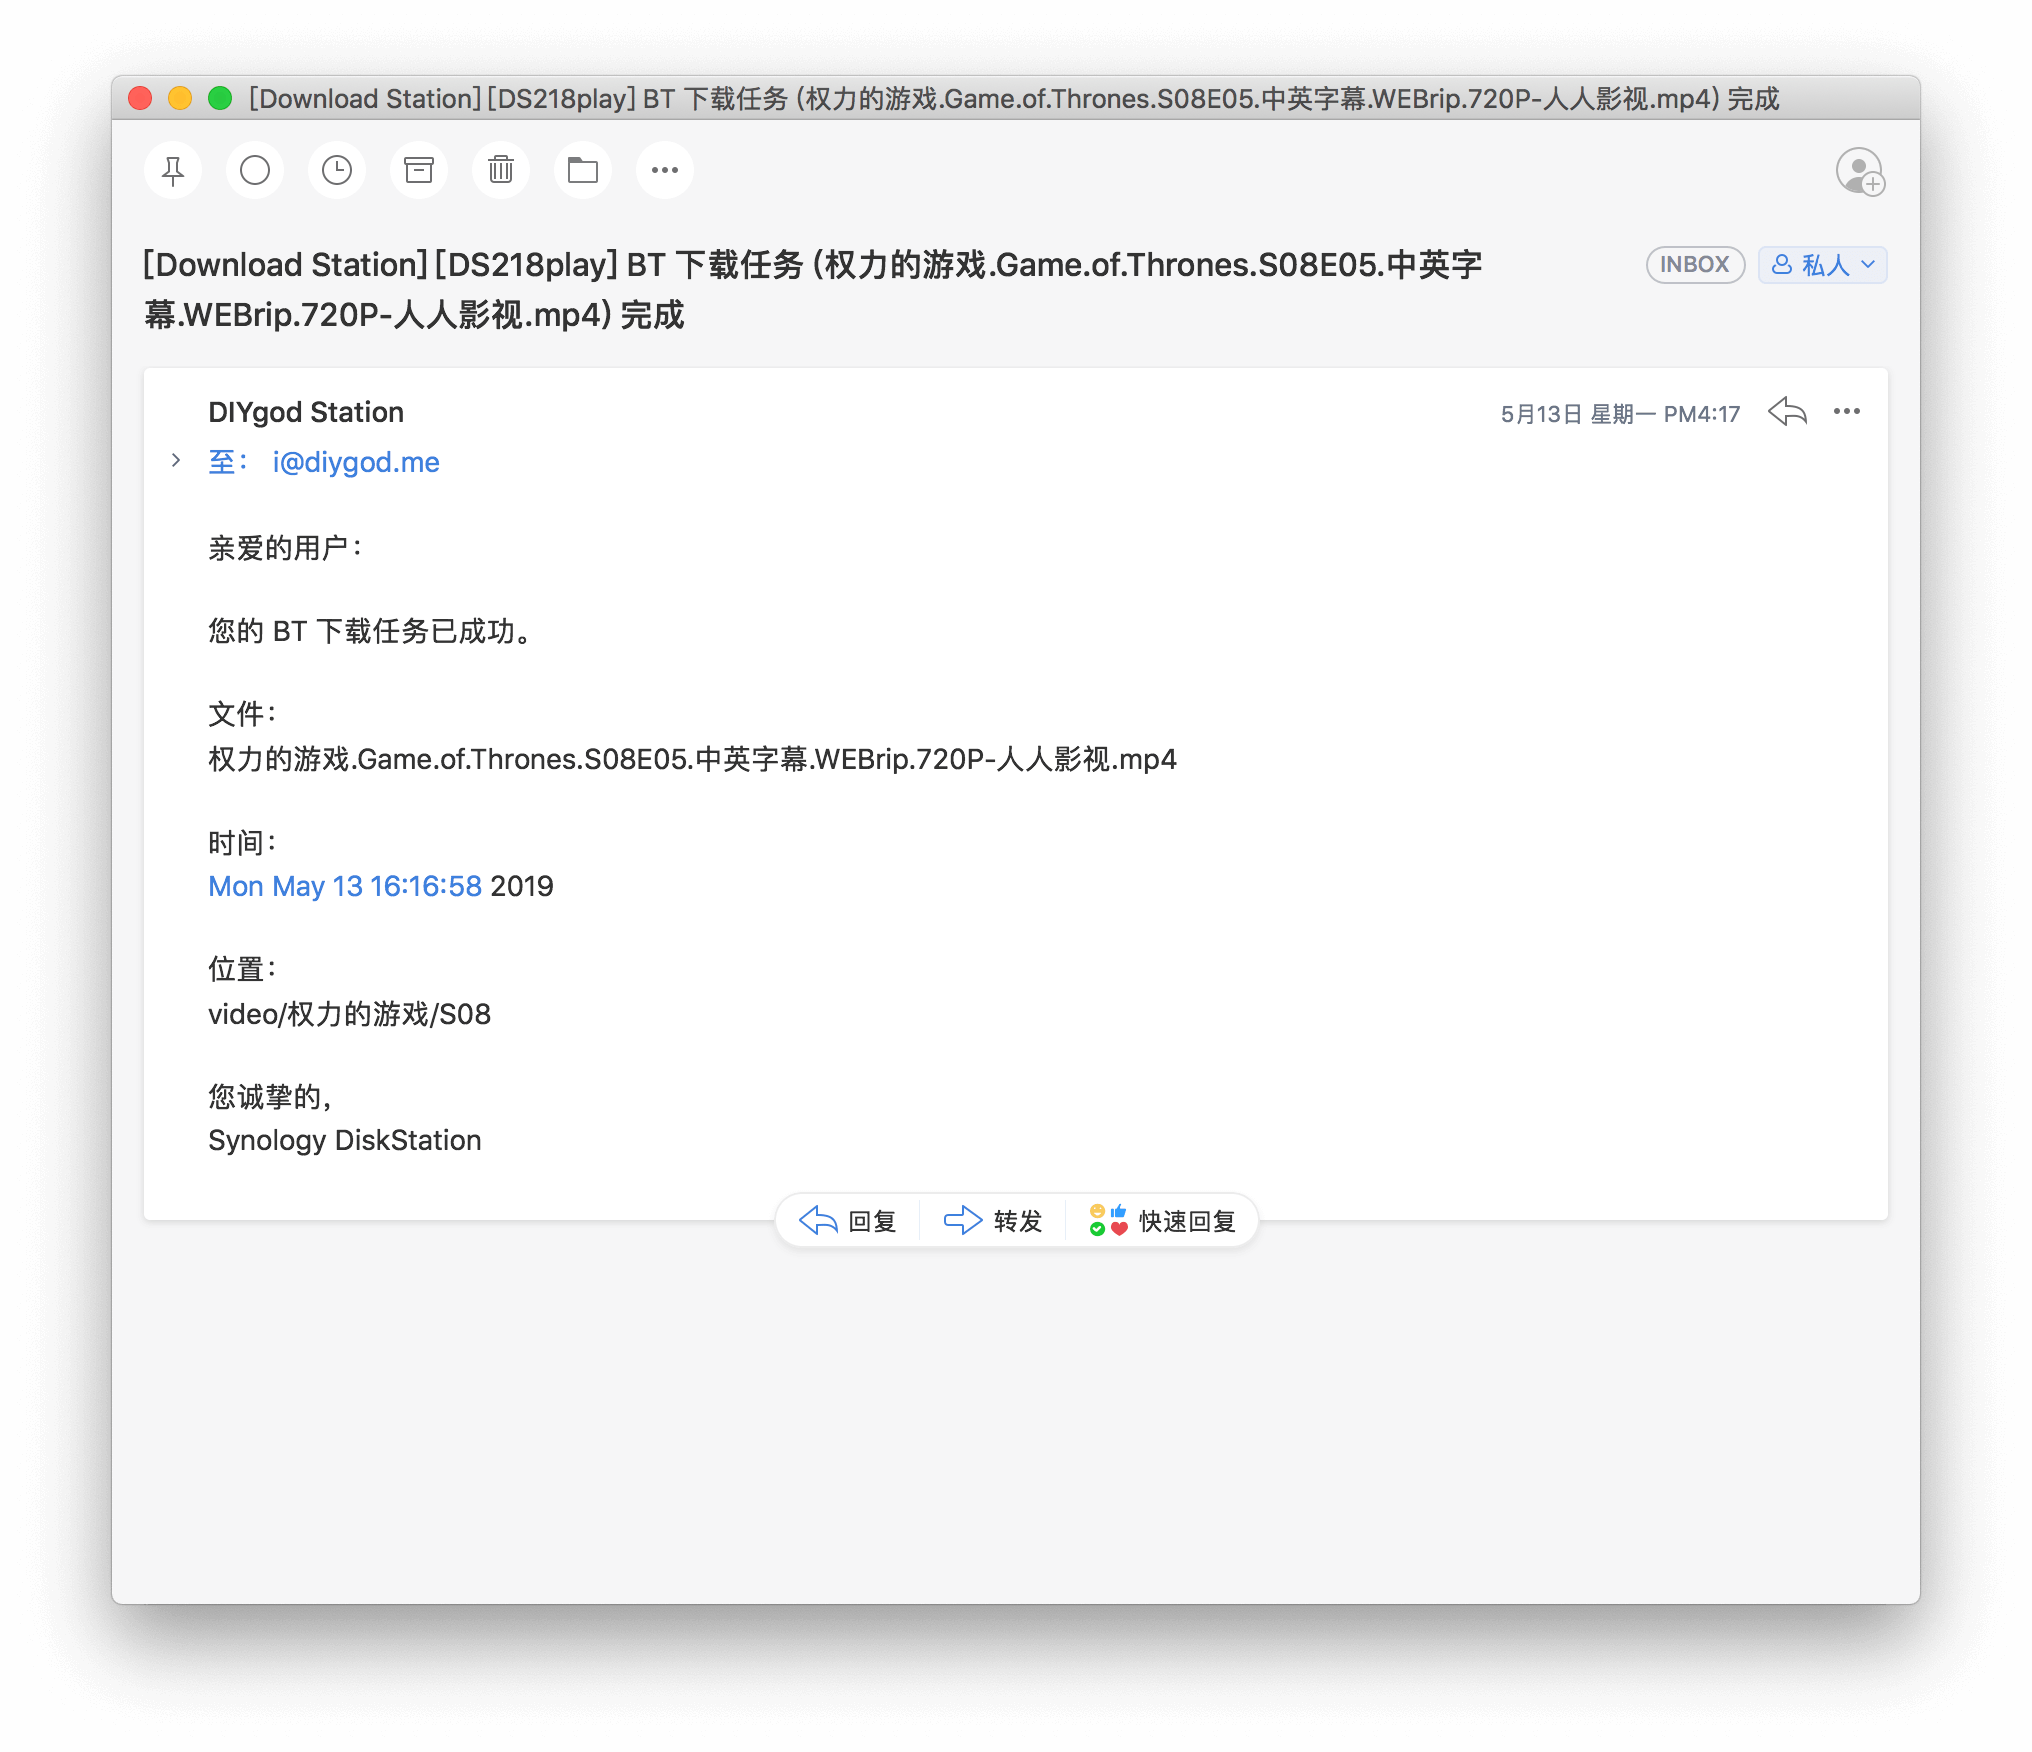 [Download Station][DS218play] BT 下载任务 (权力的游戏.Game.of.Thrones.S08E05.中英字幕.WEBrip.720P-人人影视.mp4) 完成
[Download Station][DS218play] BT 下载任务 (权力的游戏.Game.of.Thrones.S08E05.中英字
幕.WEBrip.720P-人人影视.mp4) 完成
INBOX
私人
DIYgod Station
5月13日 星期一 PM4:17
至： i@diygod.me
亲爱的用户：
您的 BT 下载任务已成功。
文件：
权力的游戏.Game.of.Thrones.S08E05.中英字幕.WEBrip.720P-人人影视.mp4
时间：
Mon May 13 16:16:58 2019
位置：
video/权力的游戏/S08
您诚挚的，
Synology DiskStation
回复
转发
快速回复